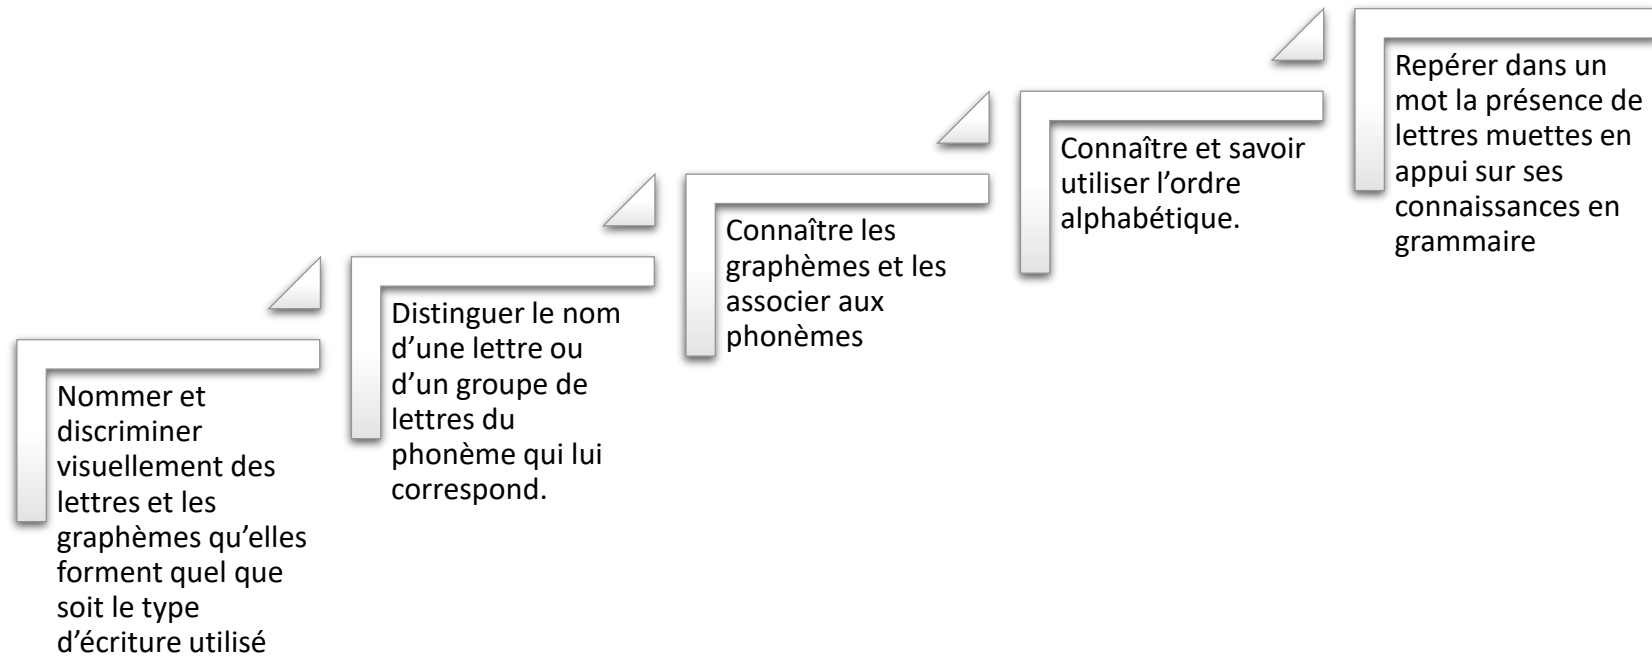 Nommer et
discriminer
visuellement des
lettres et les
graphèmes qu’elles
forment quel que
soit le type
d’écriture utilisé
Distinguer le nom
d’une lettre ou
d’un groupe de
lettres du
phonème qui lui
correspond.
Connaître les
graphèmes et les
associer aux
phonèmes
Connaître et savoir
utiliser l’ordre
alphabétique.
Repérer dans un
mot la présence de
lettres muettes en
appui sur ses
connaissances en
grammaire